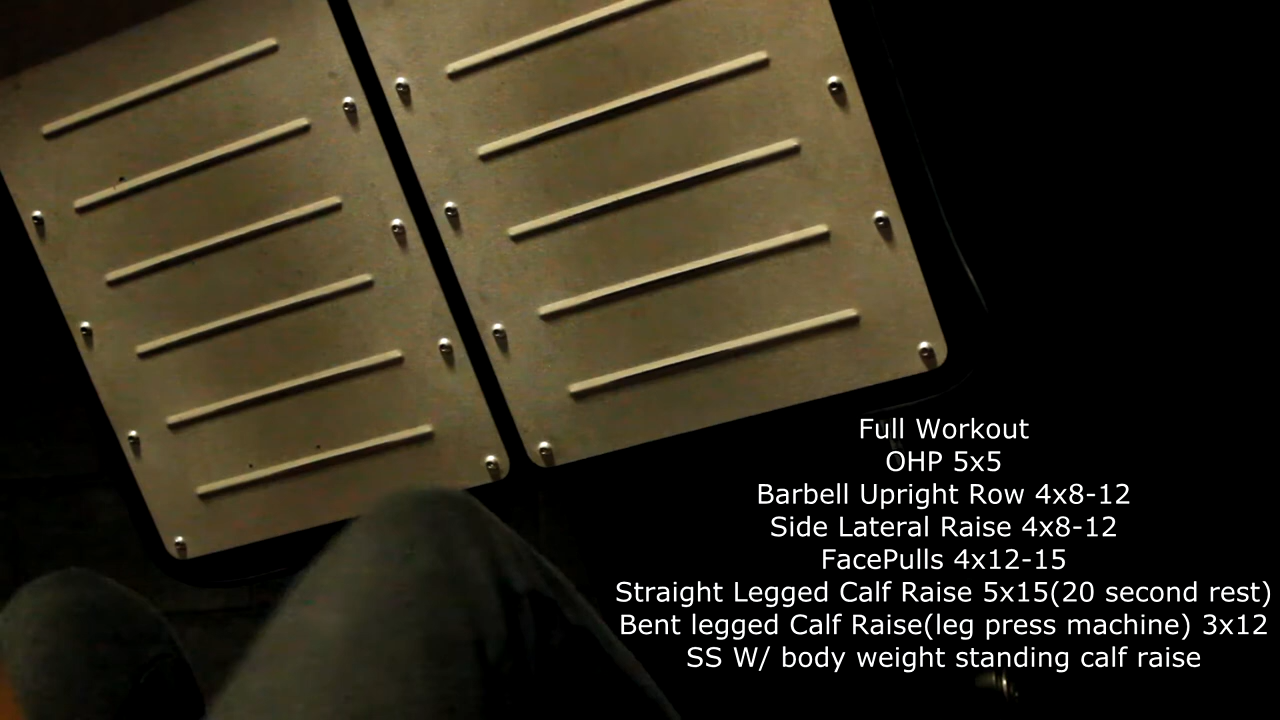 Full Workout
OHP 5x5
Barbell Upright Row 4x8-12
Side Lateral Raise 4x8-12
FacePulls 4x12-15
Straight Legged Calf Raise 5x15(20 second rest)
Bent legged Calf Raise(leg press machine) 3x12
SS W/ body weight standing calf raise